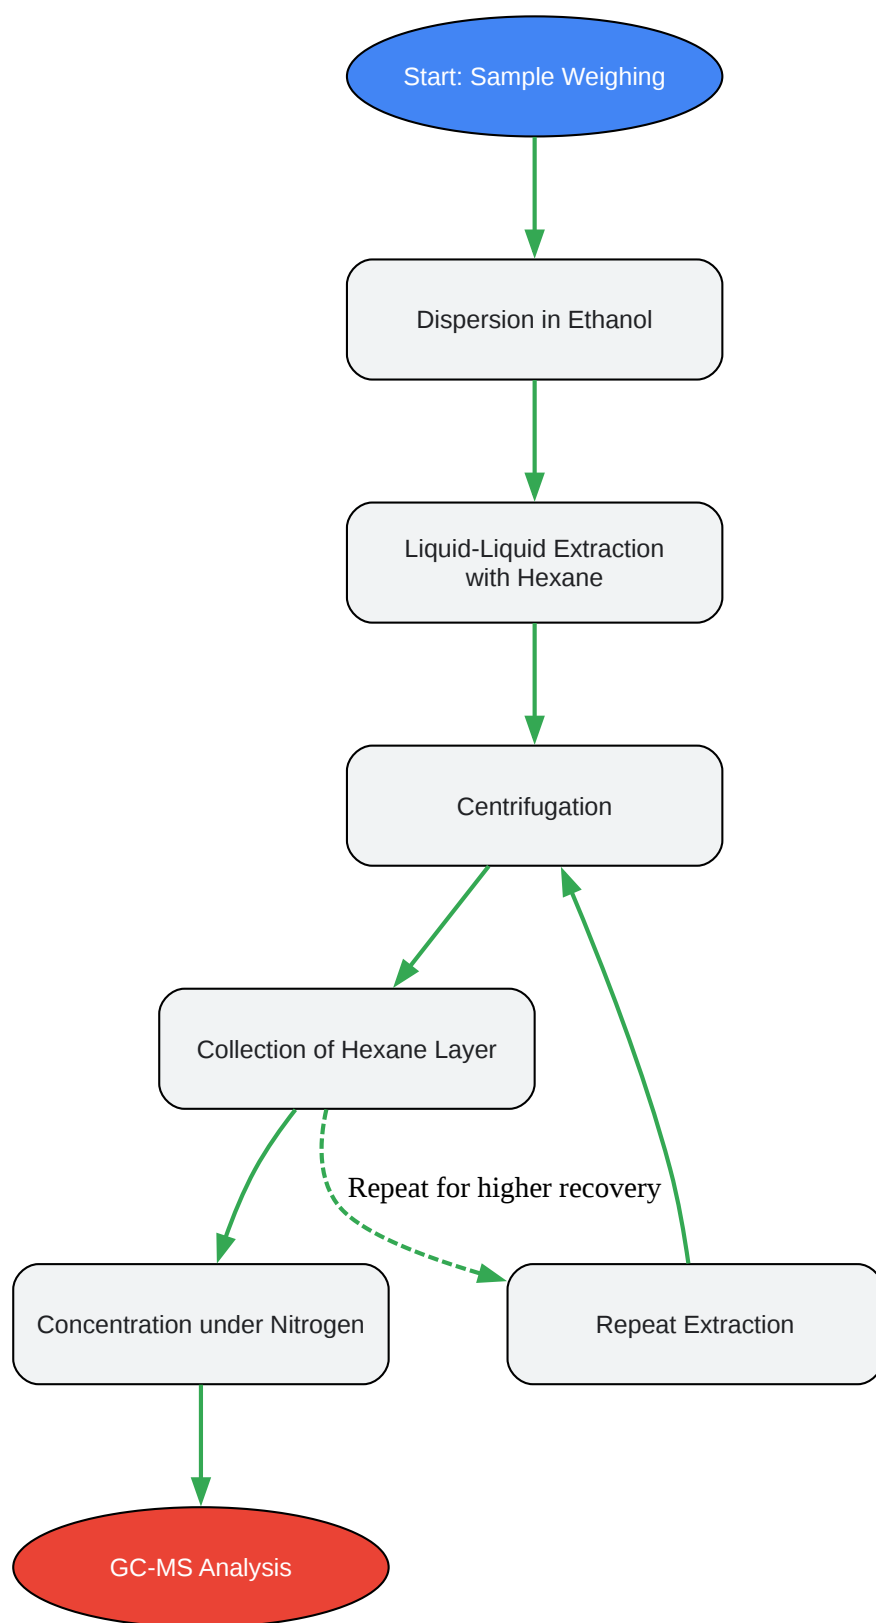 Start: Sample Weighing
Dispersion in Ethanol
Liquid-Liquid Extraction
with Hexane
Centrifugation
Collection of Hexane Layer
Repeat for higher recovery
Concentration under Nitrogen
Repeat Extraction
GC-MS Analysis